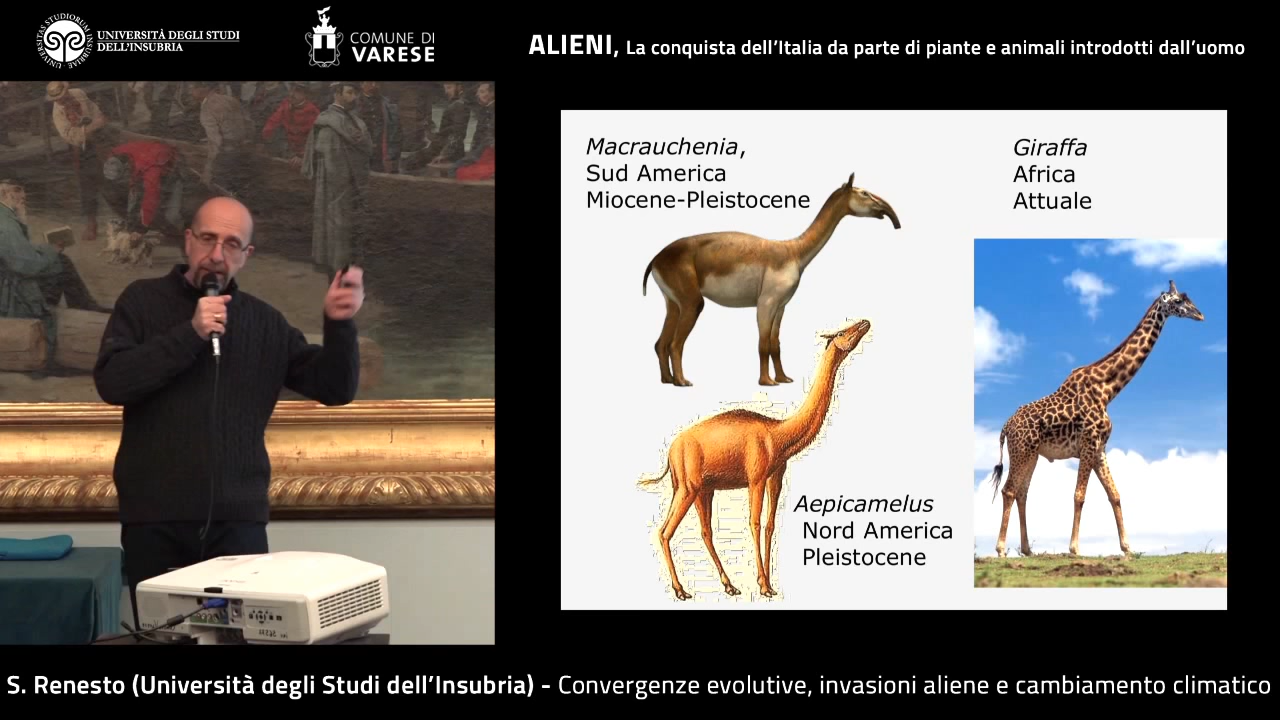 UNIVERSITÀ DEGLI STUDI
DELL'INSUBRIA
COMUNE DI
VARESE
ALIENI, La conquista dell'Italia da parte di piante e animali introdotti dall'uomo
Macrauchenia,
Sud America
Miocene-Pleistocene
Giraffa
Africa
Attuale
Aepicamelus
Nord America
Pleistocene
S. Renesto (Università degli Studi dell'Insubria) - Convergenze evolutive, invasioni aliene e cambiamento climatico